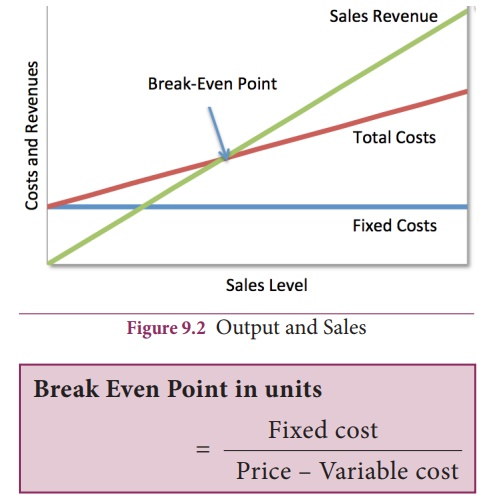 Sales Revenue
Break-Even Point
Costs and Revenues
Total Costs
Fixed Costs
Sales Level
Figure 9.2 Output and Sales
Break Even Point in units
= Fixed cost
Price – Variable cost